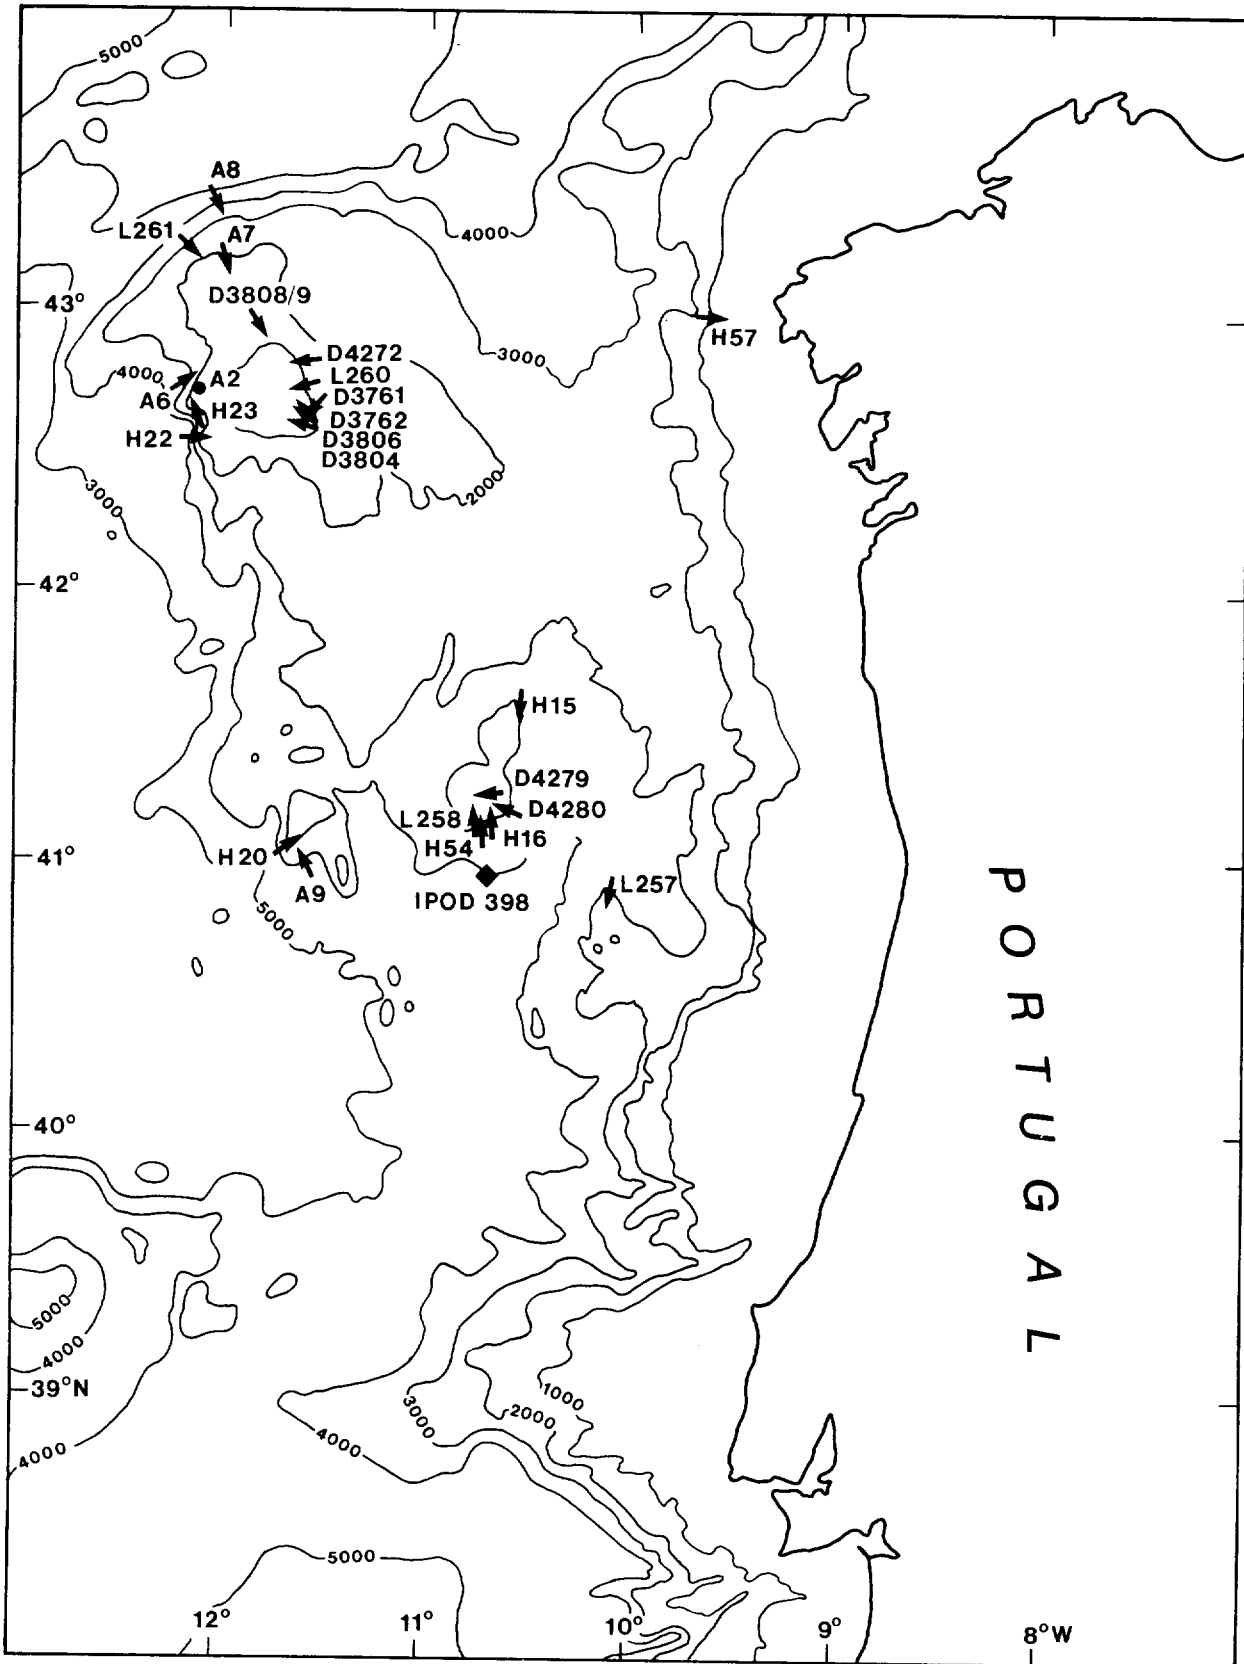 5000
A8
L261
A7
4000
43°
D3808/9
H57
3000
D4272
4000
A2
L260
A6
D3761
H23
D3762
H22
D3806
D3804
3000
2000
42°
H15
D4279
D4280
L258
H16
H54
41°
H20
A9
L257
IPOD 398
5000
PORTUGAL
40°
5000
4000
39°N
1000
3000
2000
4000
4000
5000
12°
11°
10°
9°
8°W